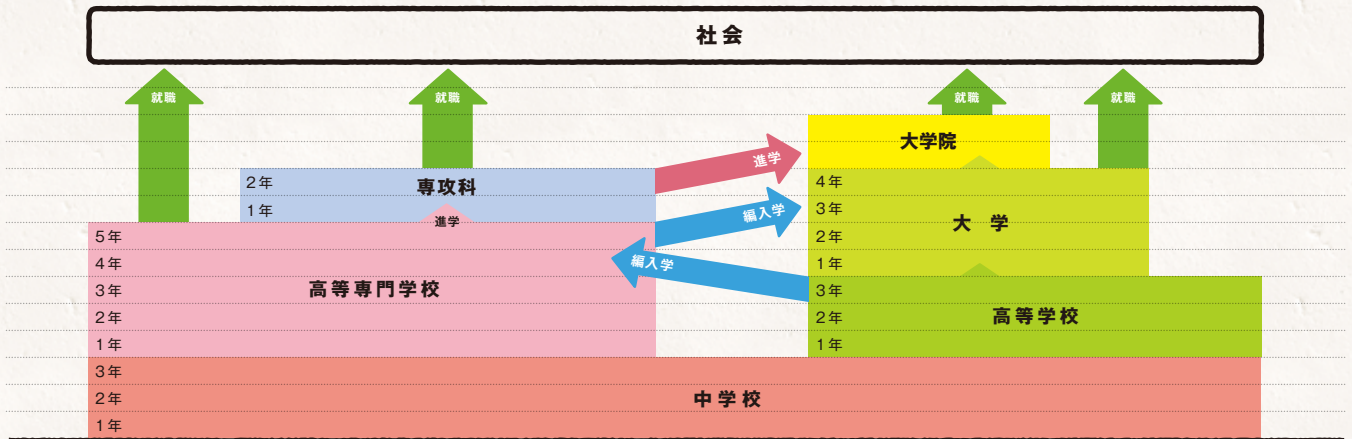 社会
就職
就職
就職
就職
大学院
進学
2年
専攻科
4年
1年
進学
編入学
3年
5年
大 学
2年
4年
編入学
1年
3年
高等専門学校
3年
2年
高等学校
2年
1年
1年
3年
2年
中学校
1年